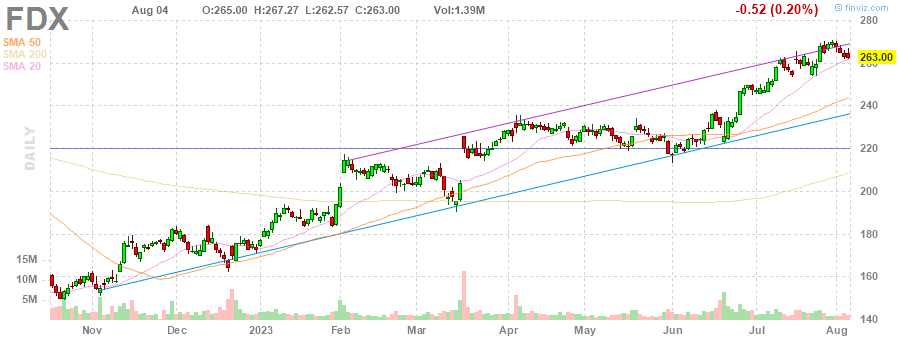 FDX Aug 04 O:265.00 H:267.27 L:262.57 C:263.00 Vol:1.39M -0.52 (0.20%) © finviz.com
SMA 50
SMA 200
SMA 20
DAILY
280
263.00
260
240
220
200
180
160
140
15M
10M
5M
Nov Dec 2023 Feb Mar Apr May Jun Jul Aug